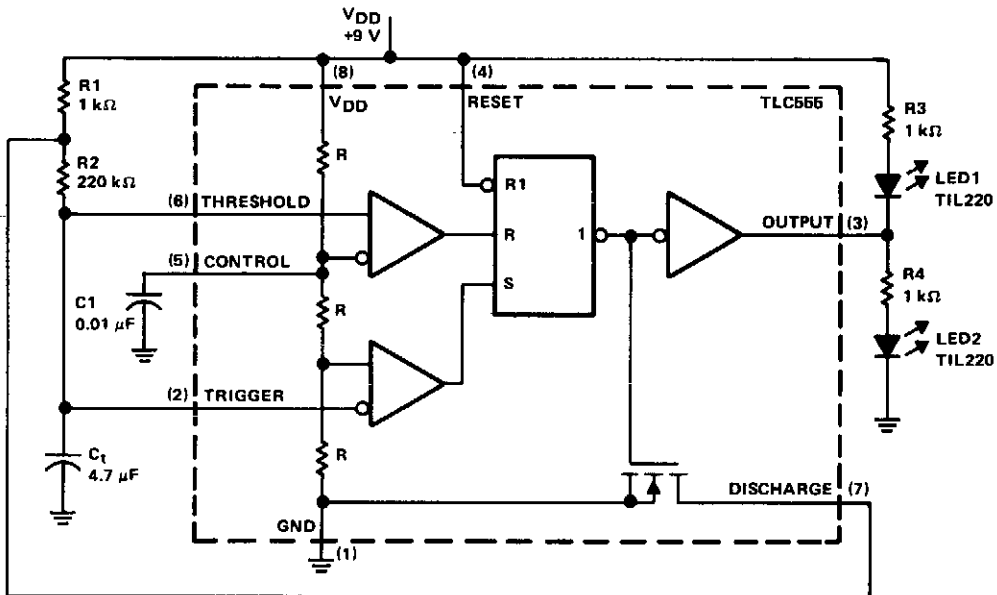 VDD
+9 V
R1
1 kΩ
R2
220 kΩ
(8)
VDD
(4)
RESET
TLC555
R3
1 kΩ
LED1
TIL220
R
R1
(6) THRESHOLD
R
1
OUTPUT (3)
(5) CONTROL
S
R4
1 kΩ
C1
0.01 μF
R
LED2
TIL220
(2) TRIGGER
Ct
4.7 μF
R
DISCHARGE (7)
GND
(1)